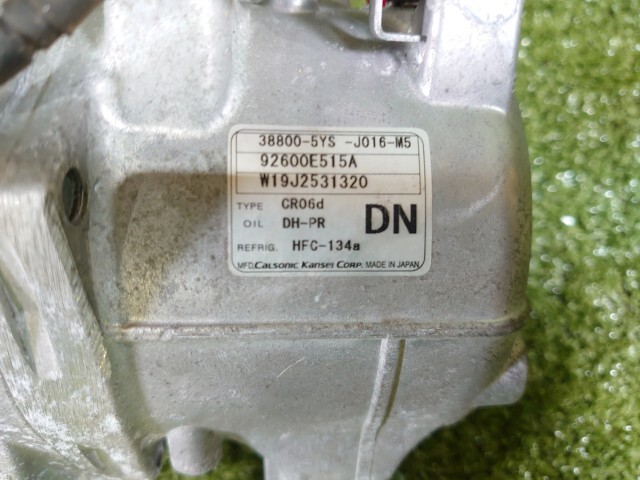 38800-5YS -J016-M5
92600E515A
W19J2531320
TYPE CR06d
OIL DH-PR
DN
REFRIG. HFC-134a
MFD.CALSONIC KANSEI CORP. MADE IN JAPAN